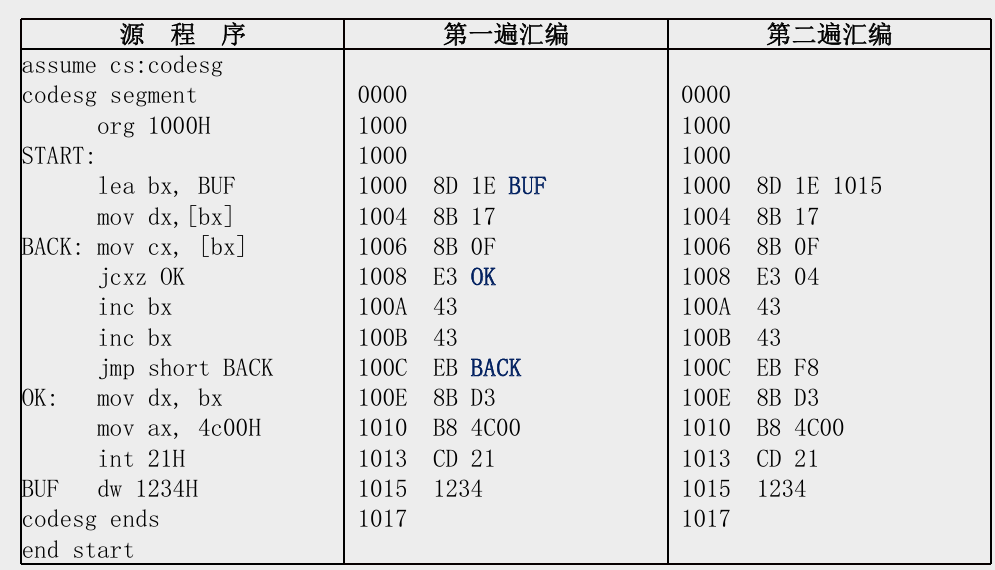 源 程 序 第一遍汇编 第二遍汇编
assume cs:codesg
codesg segment 0000 0000
org 1000H 1000 1000
START: 1000 1000
lea bx, BUF 1000 8D 1E BUF 1000 8D 1E 1015
mov dx,[bx] 1004 8B 17 1004 8B 17
BACK: mov cx, [bx] 1006 8B 0F 1006 8B 0F
jcxz OK 1008 E3 OK 1008 E3 04
inc bx 100A 43 100A 43
inc bx 100B 43 100B 43
jmp short BACK 100C EB BACK 100C EB F8
OK: mov dx, bx 100E 8B D3 100E 8B D3
mov ax, 4c00H 1010 B8 4C00 1010 B8 4C00
int 21H 1013 CD 21 1013 CD 21
BUF dw 1234H 1015 1234 1015 1234
codesg ends 1017 1017
end start